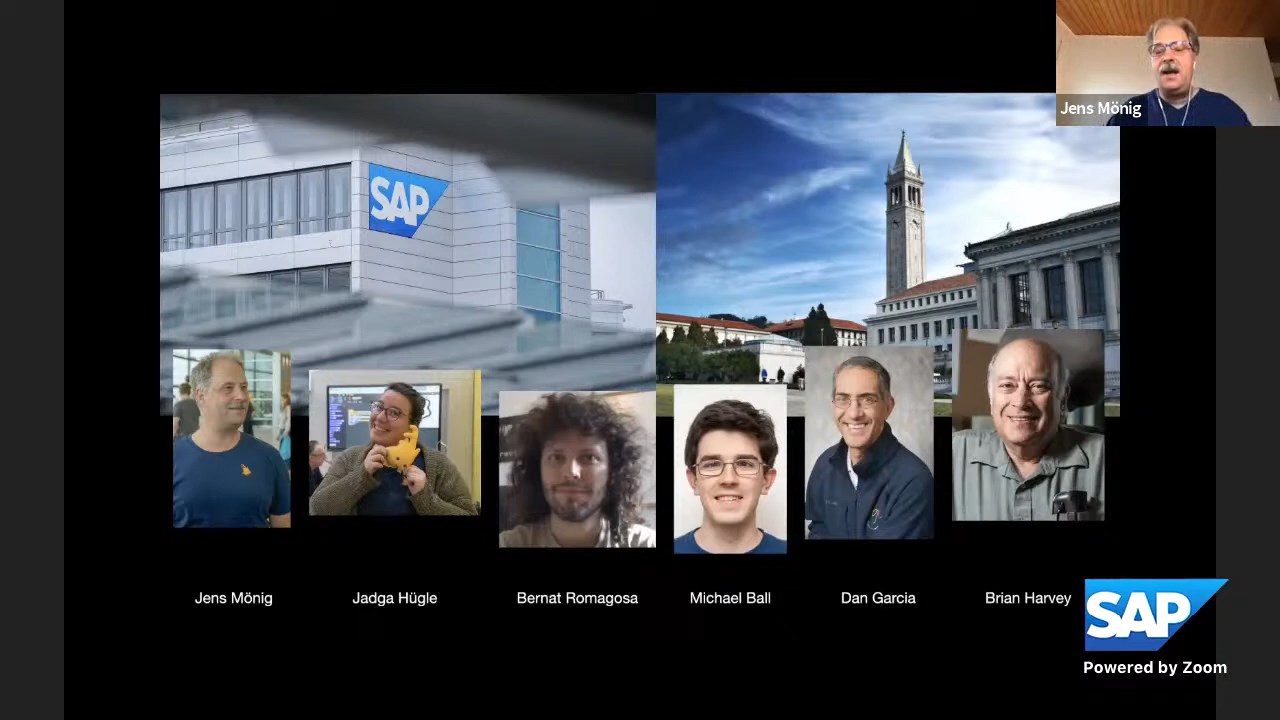 Jens Mönig
SAP
Jens Mönig
Jadga Hügle
Bernat Romagosa
Michael Ball
Dan Garcia
Brian Harvey
SAP
Powered by Zoom